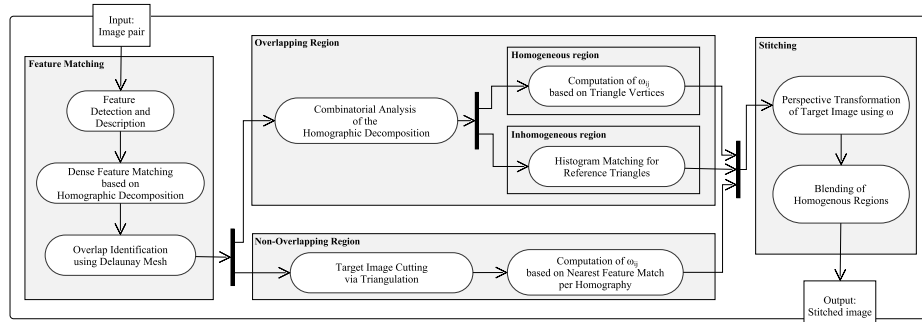 Input:
Image pair
Feature Matching
Feature
Detection and
Description
Dense Feature Matching
based on
Homographic Decomposition
Overlap Identification
using Delaunay Mesh
Overlapping Region
Combinatorial Analysis
of the
Homographic Decomposition
Homogeneous region
Computation of ωij
based on Triangle Vertices
Inhomogeneous region
Histogram Matching for
Reference Triangles
Non-Overlapping Region
Target Image Cutting
via Triangulation
Computation of ωij
based on Nearest Feature Match
per Homography
Stitching
Perspective Transformation
of Target Image using ω
Blending of
Homogenous Regions
Output:
Stitched image